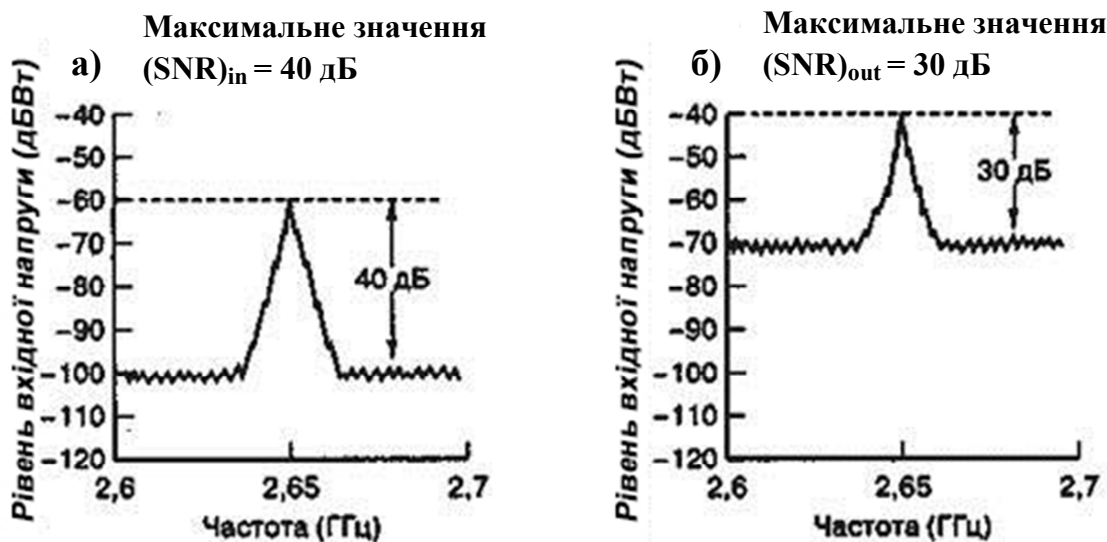 Максимальне значення
а) (SNR)in = 40 дБ
Рівень вхідної напруги (дБВт)
−40
−50
−60
−70
−80
−90
−100
−110
−120
40 дБ
2,6 2,65 2,7
Частота (ГГц)
Максимальне значення
б) (SNR)out = 30 дБ
Рівень вхідної напруги (дБВт)
−40
−50
−60
−70
−80
−90
−100
−110
−120
30 дБ
2,6 2,65 2,7
Частота (ГГц)